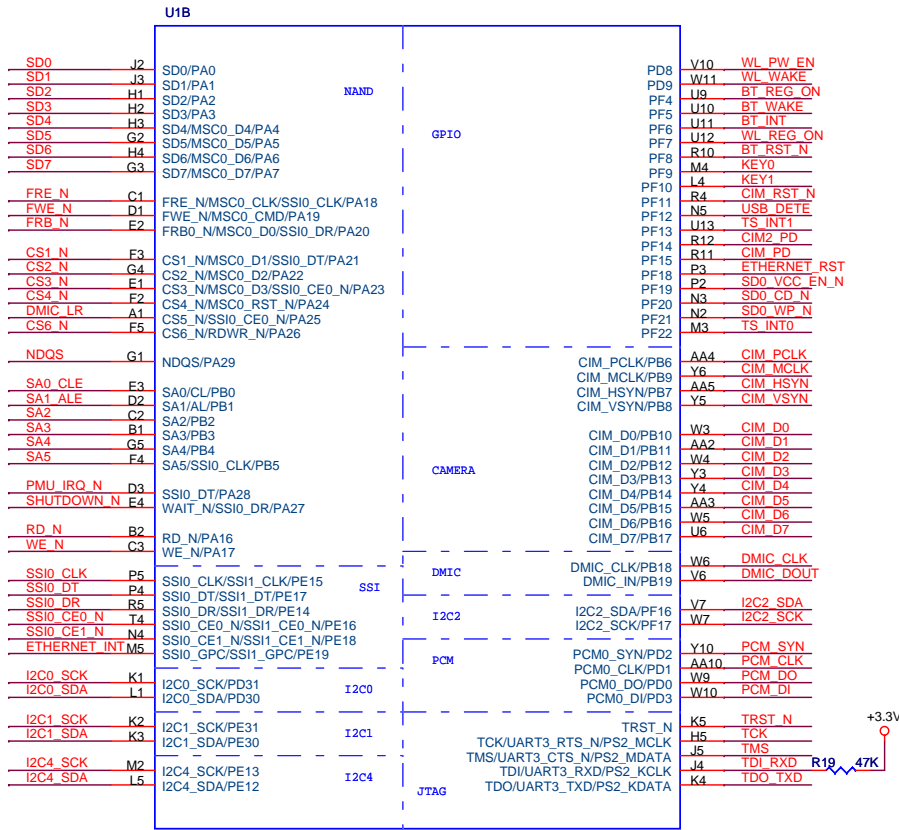 U1B
SD0 J2 SD0/PA0
SD1 J3 SD1/PA1
SD2 H1 SD2/PA2
SD3 H2 SD3/PA3
SD4 H3 SD4/MSC0_D4/PA4
SD5 G2 SD5/MSC0_D5/PA5
SD6 H4 SD6/MSC0_D6/PA6
SD7 G3 SD7/MSC0_D7/PA7
NAND
FRE_N C1 FRE_N/MSC0_CLK/SSI0_CLK/PA18
FWE_N D1 FWE_N/MSC0_CMD/PA19
FRB_N E2 FRB0_N/MSC0_D0/SSI0_DR/PA20
CS1_N F3 CS1_N/MSC0_D1/SSI0_DT/PA21
CS2_N G4 CS2_N/MSC0_D2/PA22
CS3_N E1 CS3_N/MSC0_D3/SSI0_CE0_N/PA23
CS4_N F2 CS4_N/MSC0_RST_N/PA24
DMIC_LR A1 CS5_N/SSI0_CE0_N/PA25
CS6_N F5 CS6_N/RDWR_N/PA26
NDQS G1 NDQS/PA29
SA0_CLE E3 SA0/CL/PB0
SA1_ALE D2 SA1/AL/PB1
SA2 C2 SA2/PB2
SA3 B1 SA3/PB3
SA4 G5 SA4/PB4
SA5 F4 SA5/SSI0_CLK/PB5
PMU_IRQ_N D3 SSI0_DT/PA28
SHUTDOWN_N E4 WAIT_N/SSI0_DR/PA27
RD_N B2 RD_N/PA16
WE_N C3 WE_N/PA17
SSI0_CLK P5 SSI0_CLK/SSI1_CLK/PE15
SSI0_DT P4 SSI0_DT/SSI1_DT/PE17
SSI0_DR R5 SSI0_DR/SSI1_DR/PE14
SSI0_CE0_N T4 SSI0_CE0_N/SSI1_CE0_N/PE16
SSI0_CE1_N N4 SSI0_CE1_N/SSI1_CE1_N/PE18
ETHERNET_INT M5 SSI0_GPC/SSI1_GPC/PE19
SSI
I2C0_SCK K1 I2C0_SCK/PD31
I2C0_SDA L1 I2C0_SDA/PD30
I2C0
I2C1_SCK K2 I2C1_SCK/PE31
I2C1_SDA K3 I2C1_SDA/PE30
I2C1
I2C4_SCK M2 I2C4_SCK/PE13
I2C4_SDA L5 I2C4_SDA/PE12
I2C4
GPIO
PD8 V10 WL_PW_EN
PD9 W11 WL_WAKE
PF4 U9 BT_REG_ON
PF5 U10 BT_WAKE
PF6 U11 BT_INT
PF7 U12 WL_REG_ON
PF8 R10 BT_RST_N
PF9 M4 KEY0
PF10 L4 KEY1
PF11 R4 CIM_RST_N
PF12 N5 USB_DETE
PF13 U13 TS_INT1
PF14 R12 CIM2_PD
PF15 R11 CIM_PD
PF18 P3 ETHERNET_RST
PF19 P2 SD0_VCC_EN_N
PF20 N3 SD0_CD_N
PF21 N2 SD0_WP_N
PF22 M3 TS_INT0
CIM_PCLK/PB6 AA4 CIM_PCLK
CIM_MCLK/PB9 Y6 CIM_MCLK
CIM_HSYN/PB7 AA5 CIM_HSYN
CIM_VSYN/PB8 Y5 CIM_VSYN
CAMERA
CIM_D0/PB10 W3 CIM_D0
CIM_D1/PB11 AA2 CIM_D1
CIM_D2/PB12 W4 CIM_D2
CIM_D3/PB13 Y3 CIM_D3
CIM_D4/PB14 Y4 CIM_D4
CIM_D5/PB15 AA3 CIM_D5
CIM_D6/PB16 W5 CIM_D6
CIM_D7/PB17 U6 CIM_D7
DMIC
DMIC_CLK/PB18 W6 DMIC_CLK
DMIC_IN/PB19 V6 DMIC_DOUT
I2C2
I2C2_SDA/PF16 V7 I2C2_SDA
I2C2_SCK/PF17 W7 I2C2_SCK
PCM
PCM0_SYN/PD2 Y10 PCM_SYN
PCM0_CLK/PD1 AA10 PCM_CLK
PCM0_DO/PD0 W9 PCM_DO
PCM0_DI/PD3 W10 PCM_DI
JTAG
TRST_N K5 TRST_N
TCK/UART3_RTS_N/PS2_MCLK H5 TCK
TMS/UART3_CTS_N/PS2_MDATA J5 TMS
TDI/UART3_RXD/PS2_KCLK J4 TDI_RXD R19 47K +3.3V
TDO/UART3_TXD/PS2_KDATA K4 TDO_TXD